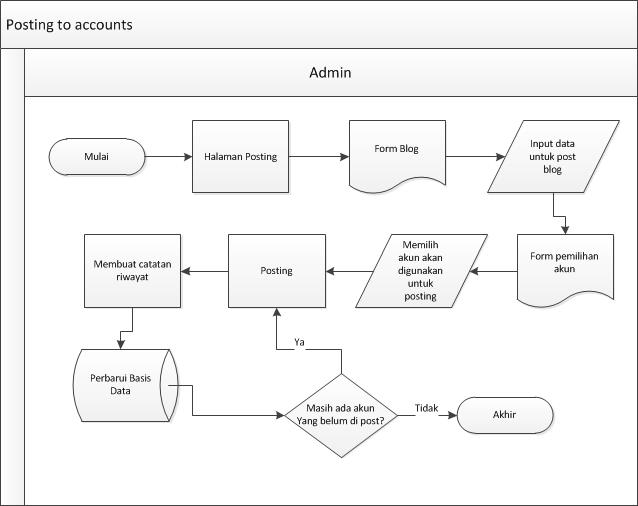 Posting to accounts
Admin
Mulai
Halaman Posting
Form Blog
Input data
untuk post
blog
Membuat catatan
riwayat
Posting
Memilih
akun akan
digunakan
untuk
posting
Form pemilihan
akun
Ya
Perbarui Basis
Data
Masih ada akun
Yang belum di post?
Tidak
Akhir